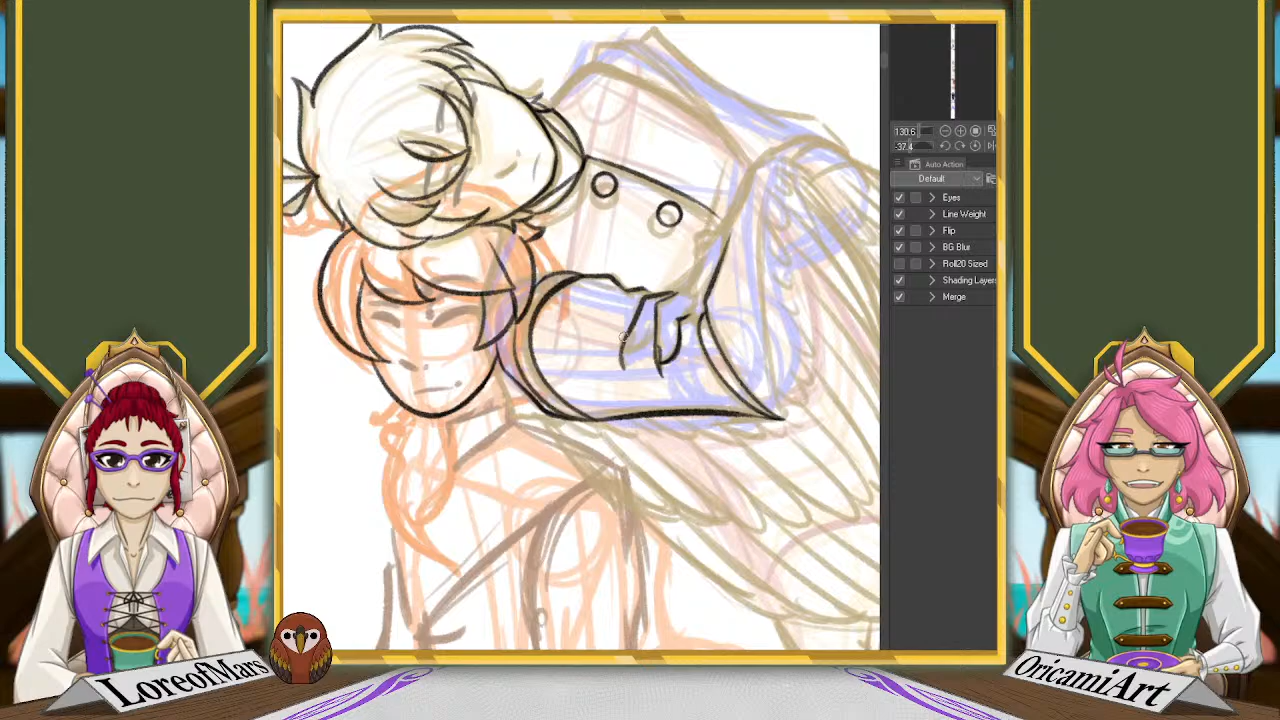 130.6
-37.4
Auto Action
Default
Eyes
Line Weight
Flip
BG Blur
Roll20 Sized
Shading Layers
Merge
LoreofMars
OricamiArt